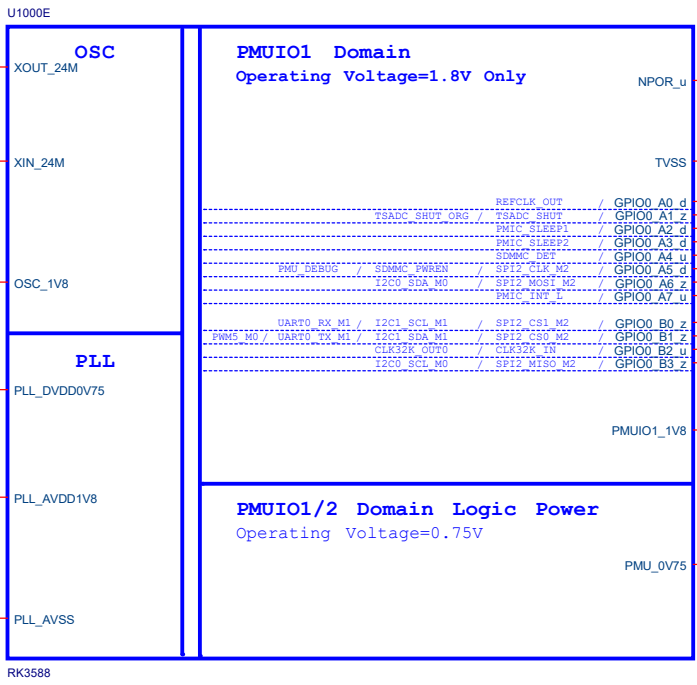 U1000E
OSC
XOUT_24M
XIN_24M
OSC_1V8
PLL
PLL_DVDD0V75
PLL_AVDD1V8
PLL_AVSS
PMUIO1 Domain
Operating Voltage=1.8V Only
NPOR_u
TVSS
REFCLK_OUT / GPIO0_A0_d
TSADC_SHUT_ORG / TSADC_SHUT / GPIO0_A1_z
PMIC_SLEEP1 / GPIO0_A2_d
PMIC_SLEEP2 / GPIO0_A3_d
SDMMC_DET / GPIO0_A4_u
PMU_DEBUG / SDMMC_PWREN / SPI2_CLK_M2 / GPIO0_A5_d
I2C0_SDA_M0 / SPI2_MOSI_M2 / GPIO0_A6_z
PMIC_INT_L / GPIO0_A7_u
UART0_RX_M1 / I2C1_SCL_M1 / SPI2_CS1_M2 / GPIO0_B0_z
PWM5_M0 / UART0_TX_M1 / I2C1_SDA_M1 / SPI2_CS0_M2 / GPIO0_B1_z
CLK32K_OUT0 / CLK32K_IN / GPIO0_B2_u
I2C0_SCL_M0 / SPI2_MISO_M2 / GPIO0_B3_z
PMUIO1_1V8
PMUIO1/2 Domain Logic Power
Operating Voltage=0.75V
PMU_0V75
RK3588